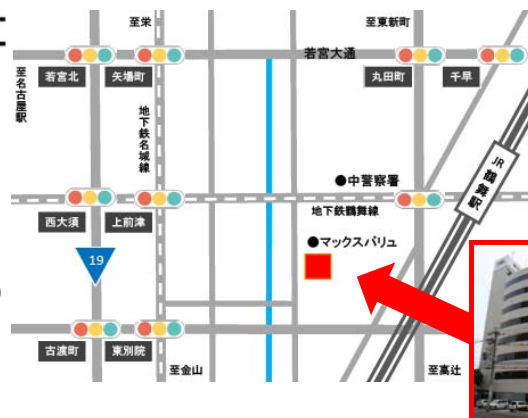 至栄
至東新町
若宮大通
若宮北
矢場町
丸田町
千早
至名古屋駅
地下鉄名城線
JR鶴舞駅
●中警察署
地下鉄鶴舞線
西大須
上前津
●マックスバリュ
19
古渡町
東別院
至金山
至高辻